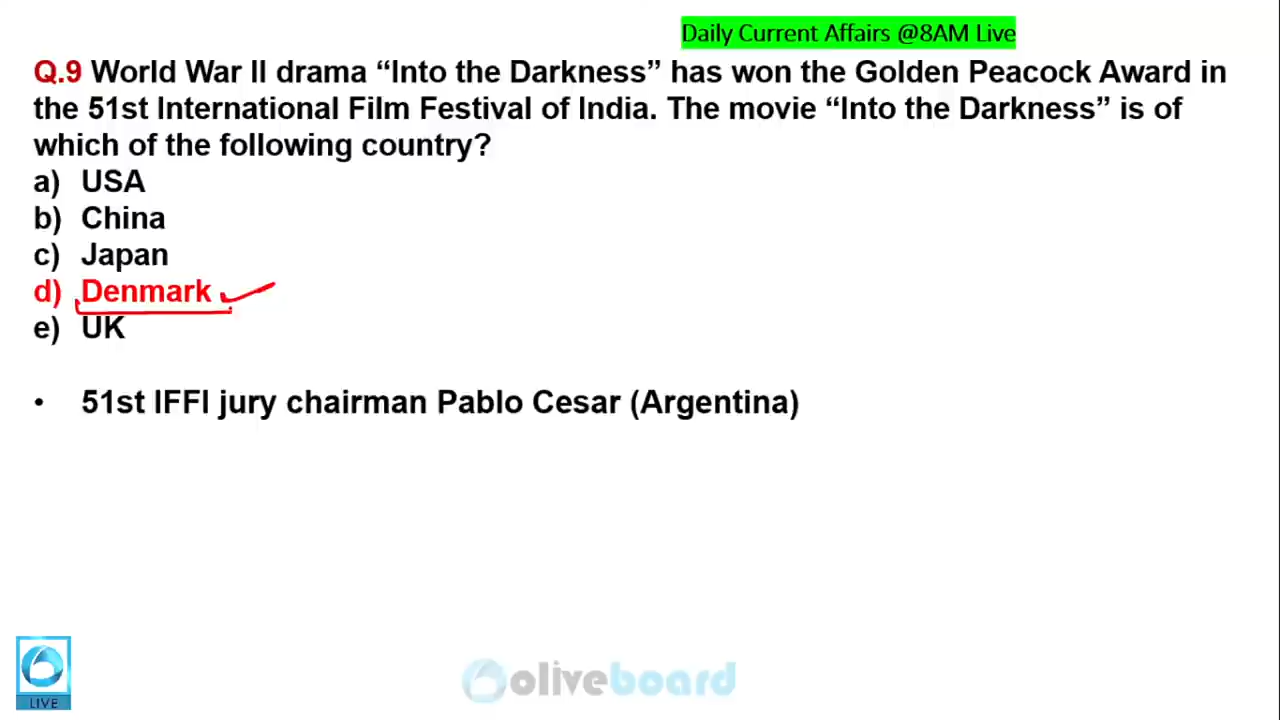 Daily Current Affairs @8AM Live
Q.9 World War II drama “Into the Darkness” has won the Golden Peacock Award in
the 51st International Film Festival of India. The movie “Into the Darkness” is of
which of the following country?
a) USA
b) China
c) Japan
d) Denmark
e) UK
• 51st IFFI jury chairman Pablo Cesar (Argentina)
LIVE
oliveboard